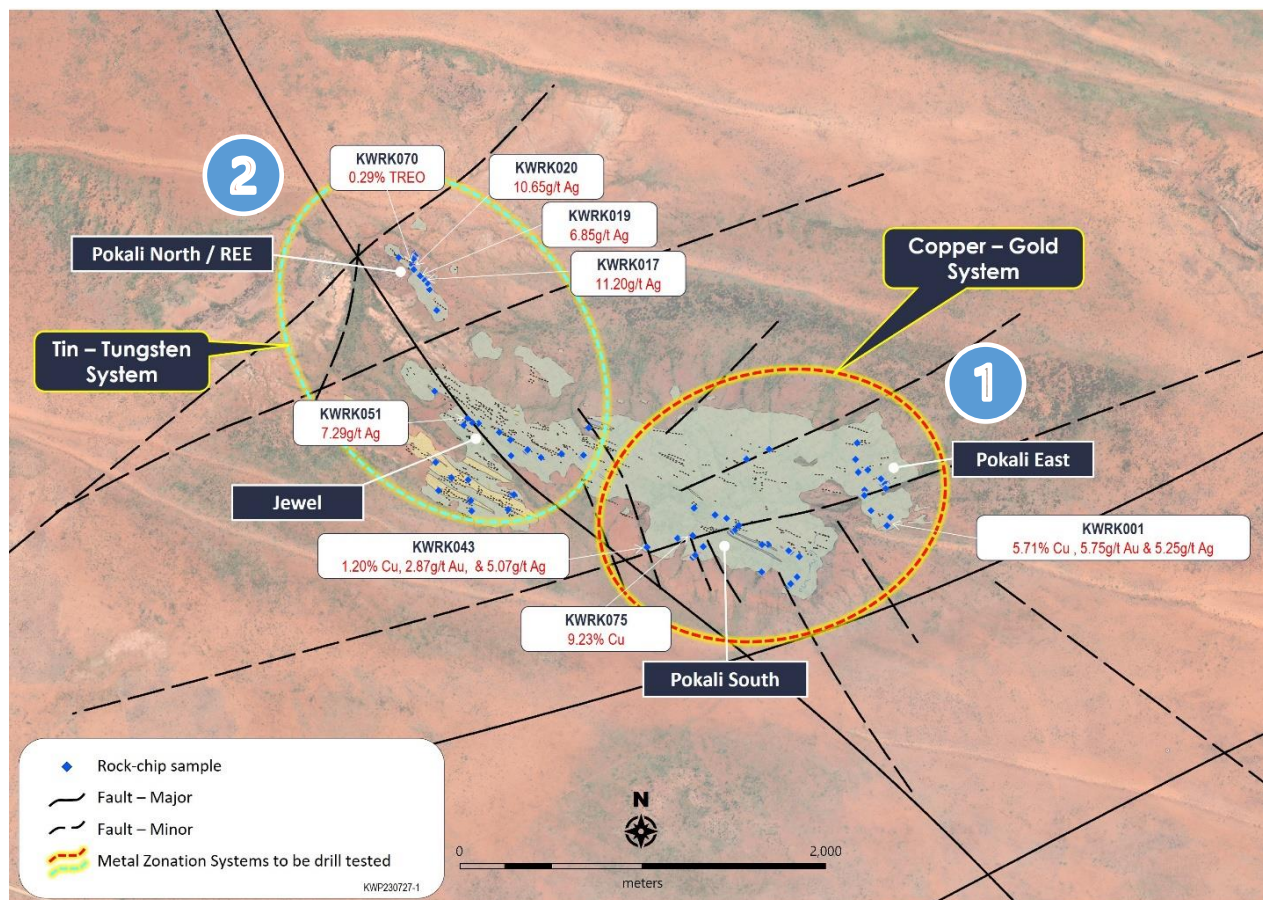 2
KWRK070
0.29% TREO
KWRK020
10.65g/t Ag
KWRK019
6.85g/t Ag
Pokali North / REE
KWRK017
11.20g/t Ag
Copper – Gold
System
Tin – Tungsten
System
1
KWRK051
7.29g/t Ag
Pokali East
Jewel
KWRK001
5.71% Cu , 5.75g/t Au & 5.25g/t Ag
KWRK043
1.20% Cu, 2.87g/t Au,  & 5.07g/t Ag
KWRK075
9.23% Cu
Pokali South
Rock-chip sample
Fault – Major
Fault – Minor
Metal Zonation Systems to be drill tested
KWP230727-1
N
0
2,000
meters